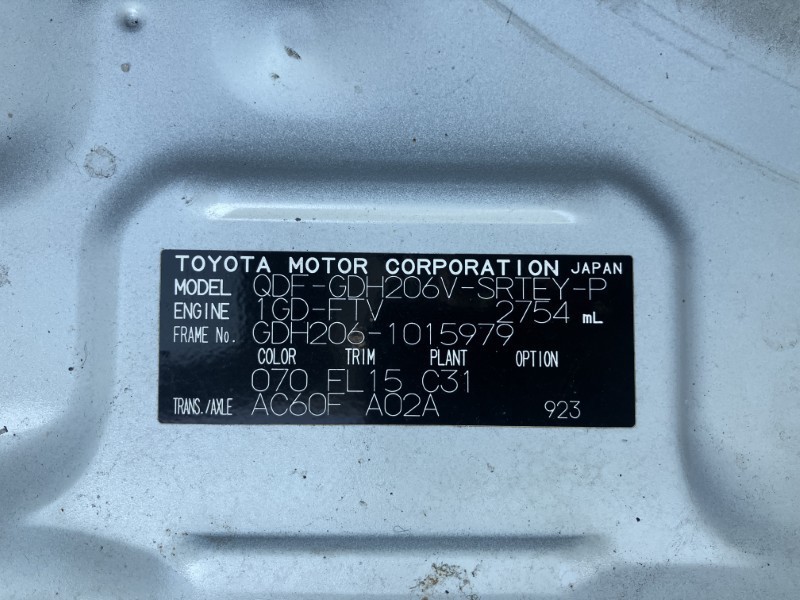 TOYOTA MOTOR CORPORATION JAPAN
MODEL QDF-GDH206V-SRTEY-P
ENGINE 1GD-FTV 2754 mL
FRAME No. GDH206-1015979
COLOR TRIM PLANT OPTION
070 FL15 C31
TRANS./AXLE AC60F A02A 923